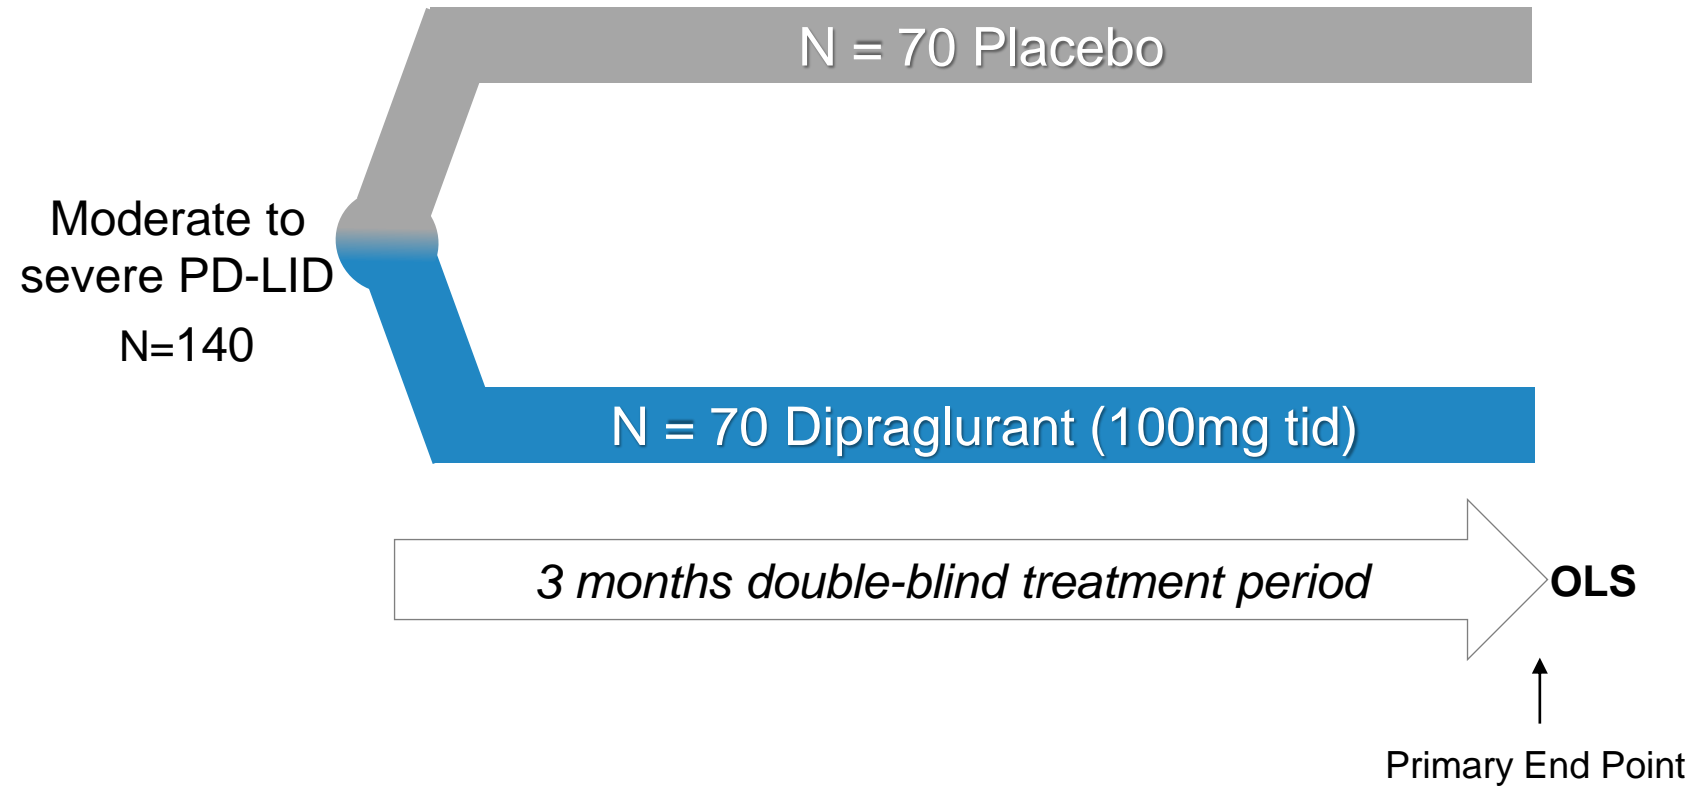 N = 70 Placebo
Moderate to
severe PD-LID
N=140
N = 70 Dipraglurant (100mg tid)
3 months double-blind treatment period
OLS
Primary End Point